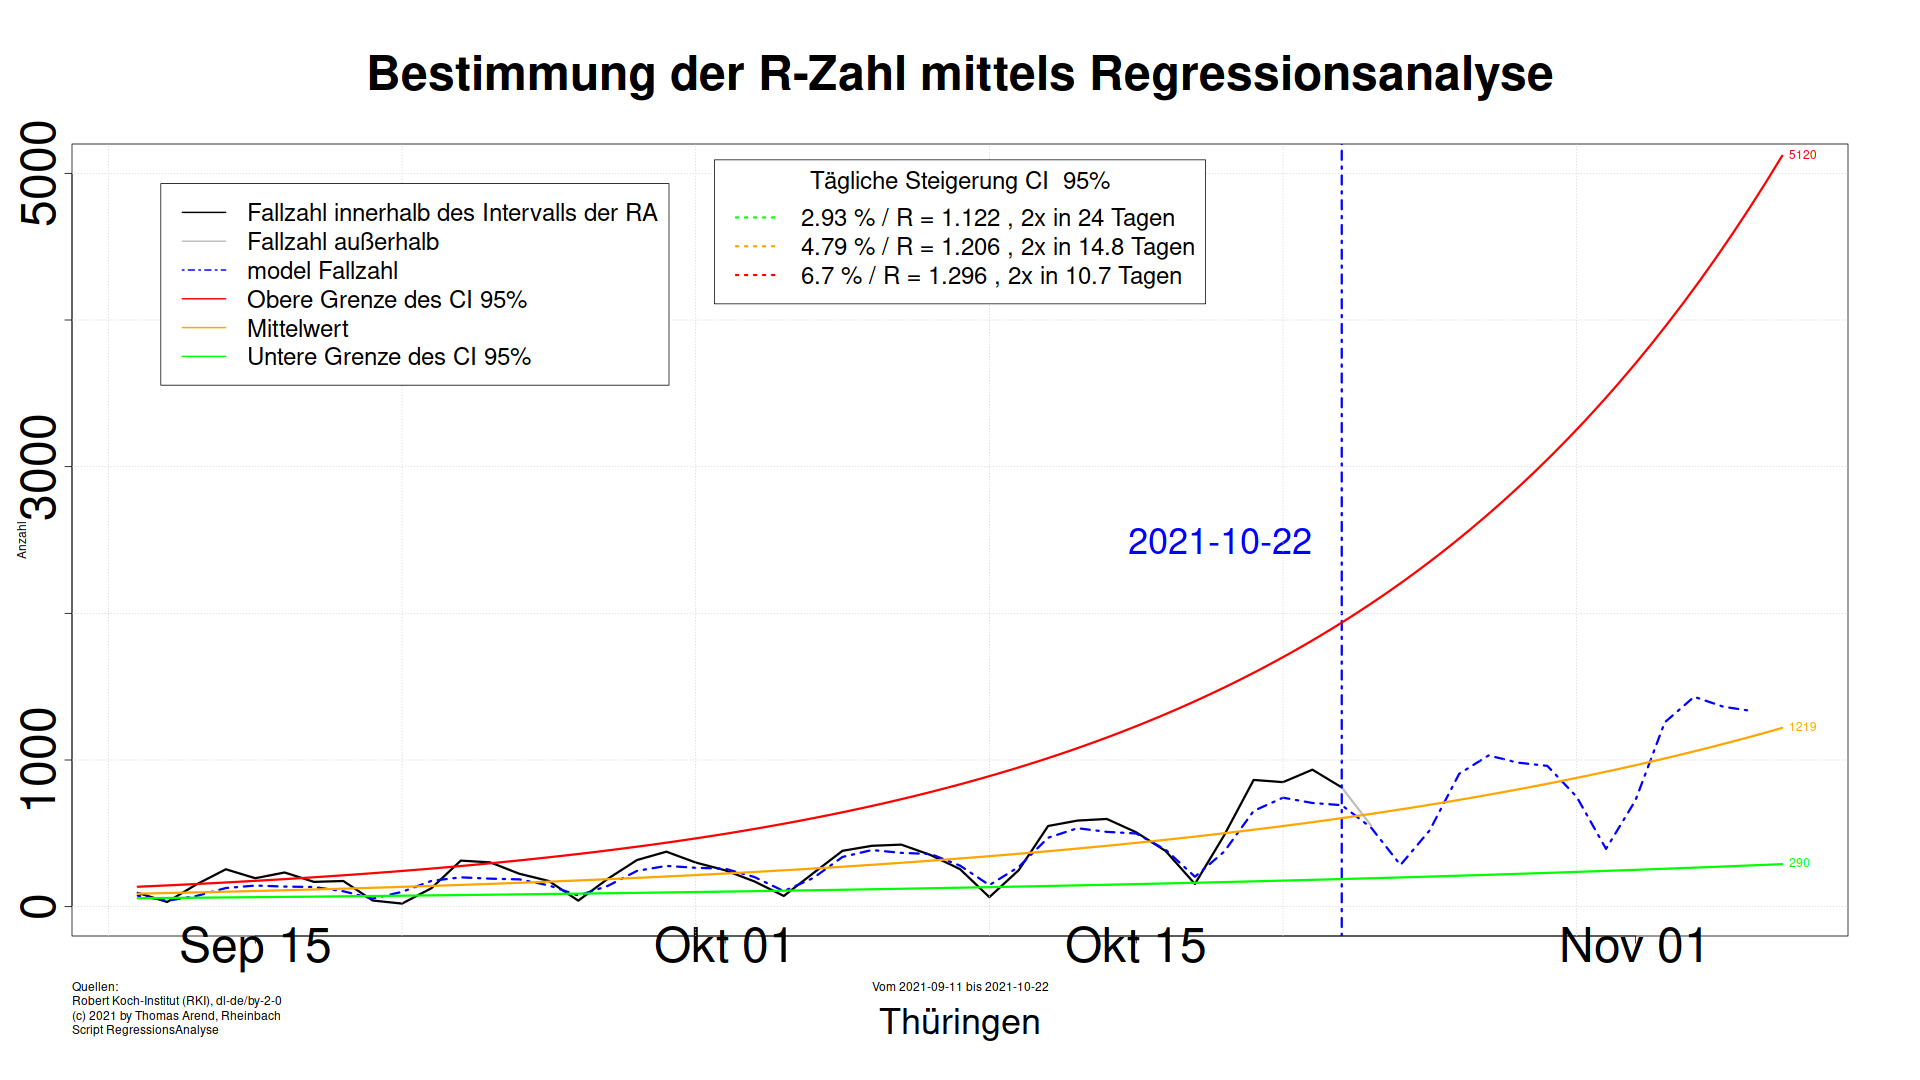 Bestimmung der R-Zahl mittels Regressionsanalyse
Anzahl
5000
3000
1000
0
Fallzahl innerhalb des Intervalls der RA
Fallzahl außerhalb
model Fallzahl
Obere Grenze des CI 95%
Mittelwert
Untere Grenze des CI 95%
Tägliche Steigerung CI  95%
2.93 % / R = 1.122 , 2x in 24 Tagen
4.79 % / R = 1.206 , 2x in 14.8 Tagen
6.7 % / R = 1.296 , 2x in 10.7 Tagen
5120
2021-10-22
1219
290
Sep 15
Okt 01
Okt 15
Nov 01
Quellen:
Robert Koch-Institut (RKI), dl-de/by-2-0
(c) 2021 by Thomas Arend, Rheinbach
Script RegressionsAnalyse
Vom 2021-09-11 bis 2021-10-22
Thüringen